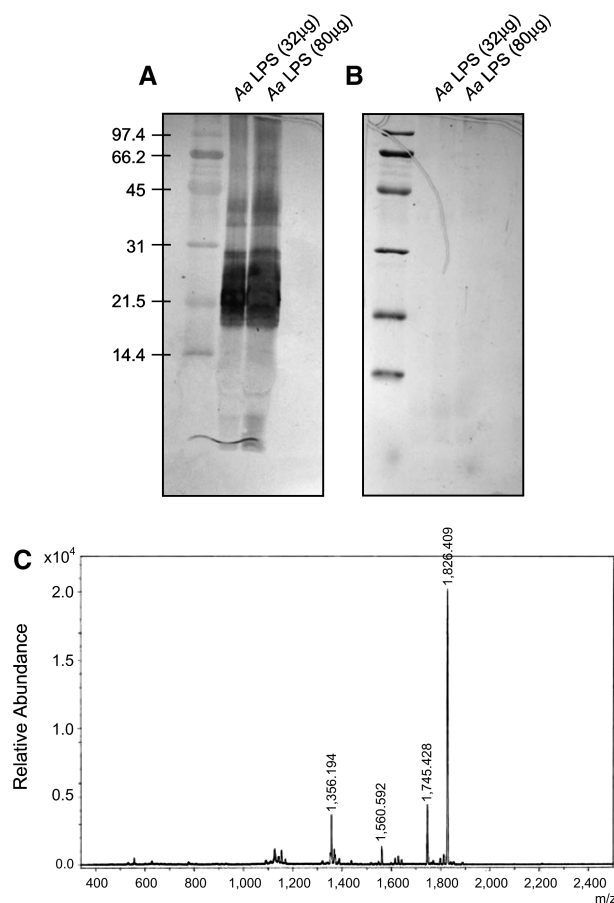 A
Aa LPS (32µg)
Aa LPS (80µg)
B
Aa LPS (32µg)
Aa LPS (80µg)
97.4
66.2
45
31
21.5
14.4
C
x10⁴
1,826.409
2.0
1.5
1.0
0.5
0.0
Relative Abundance
1,356.194
1,560.592
1,745.428
400 600 800 1,000 1,200 1,400 1,600 1,800 2,000 2,200 2,400
m/z